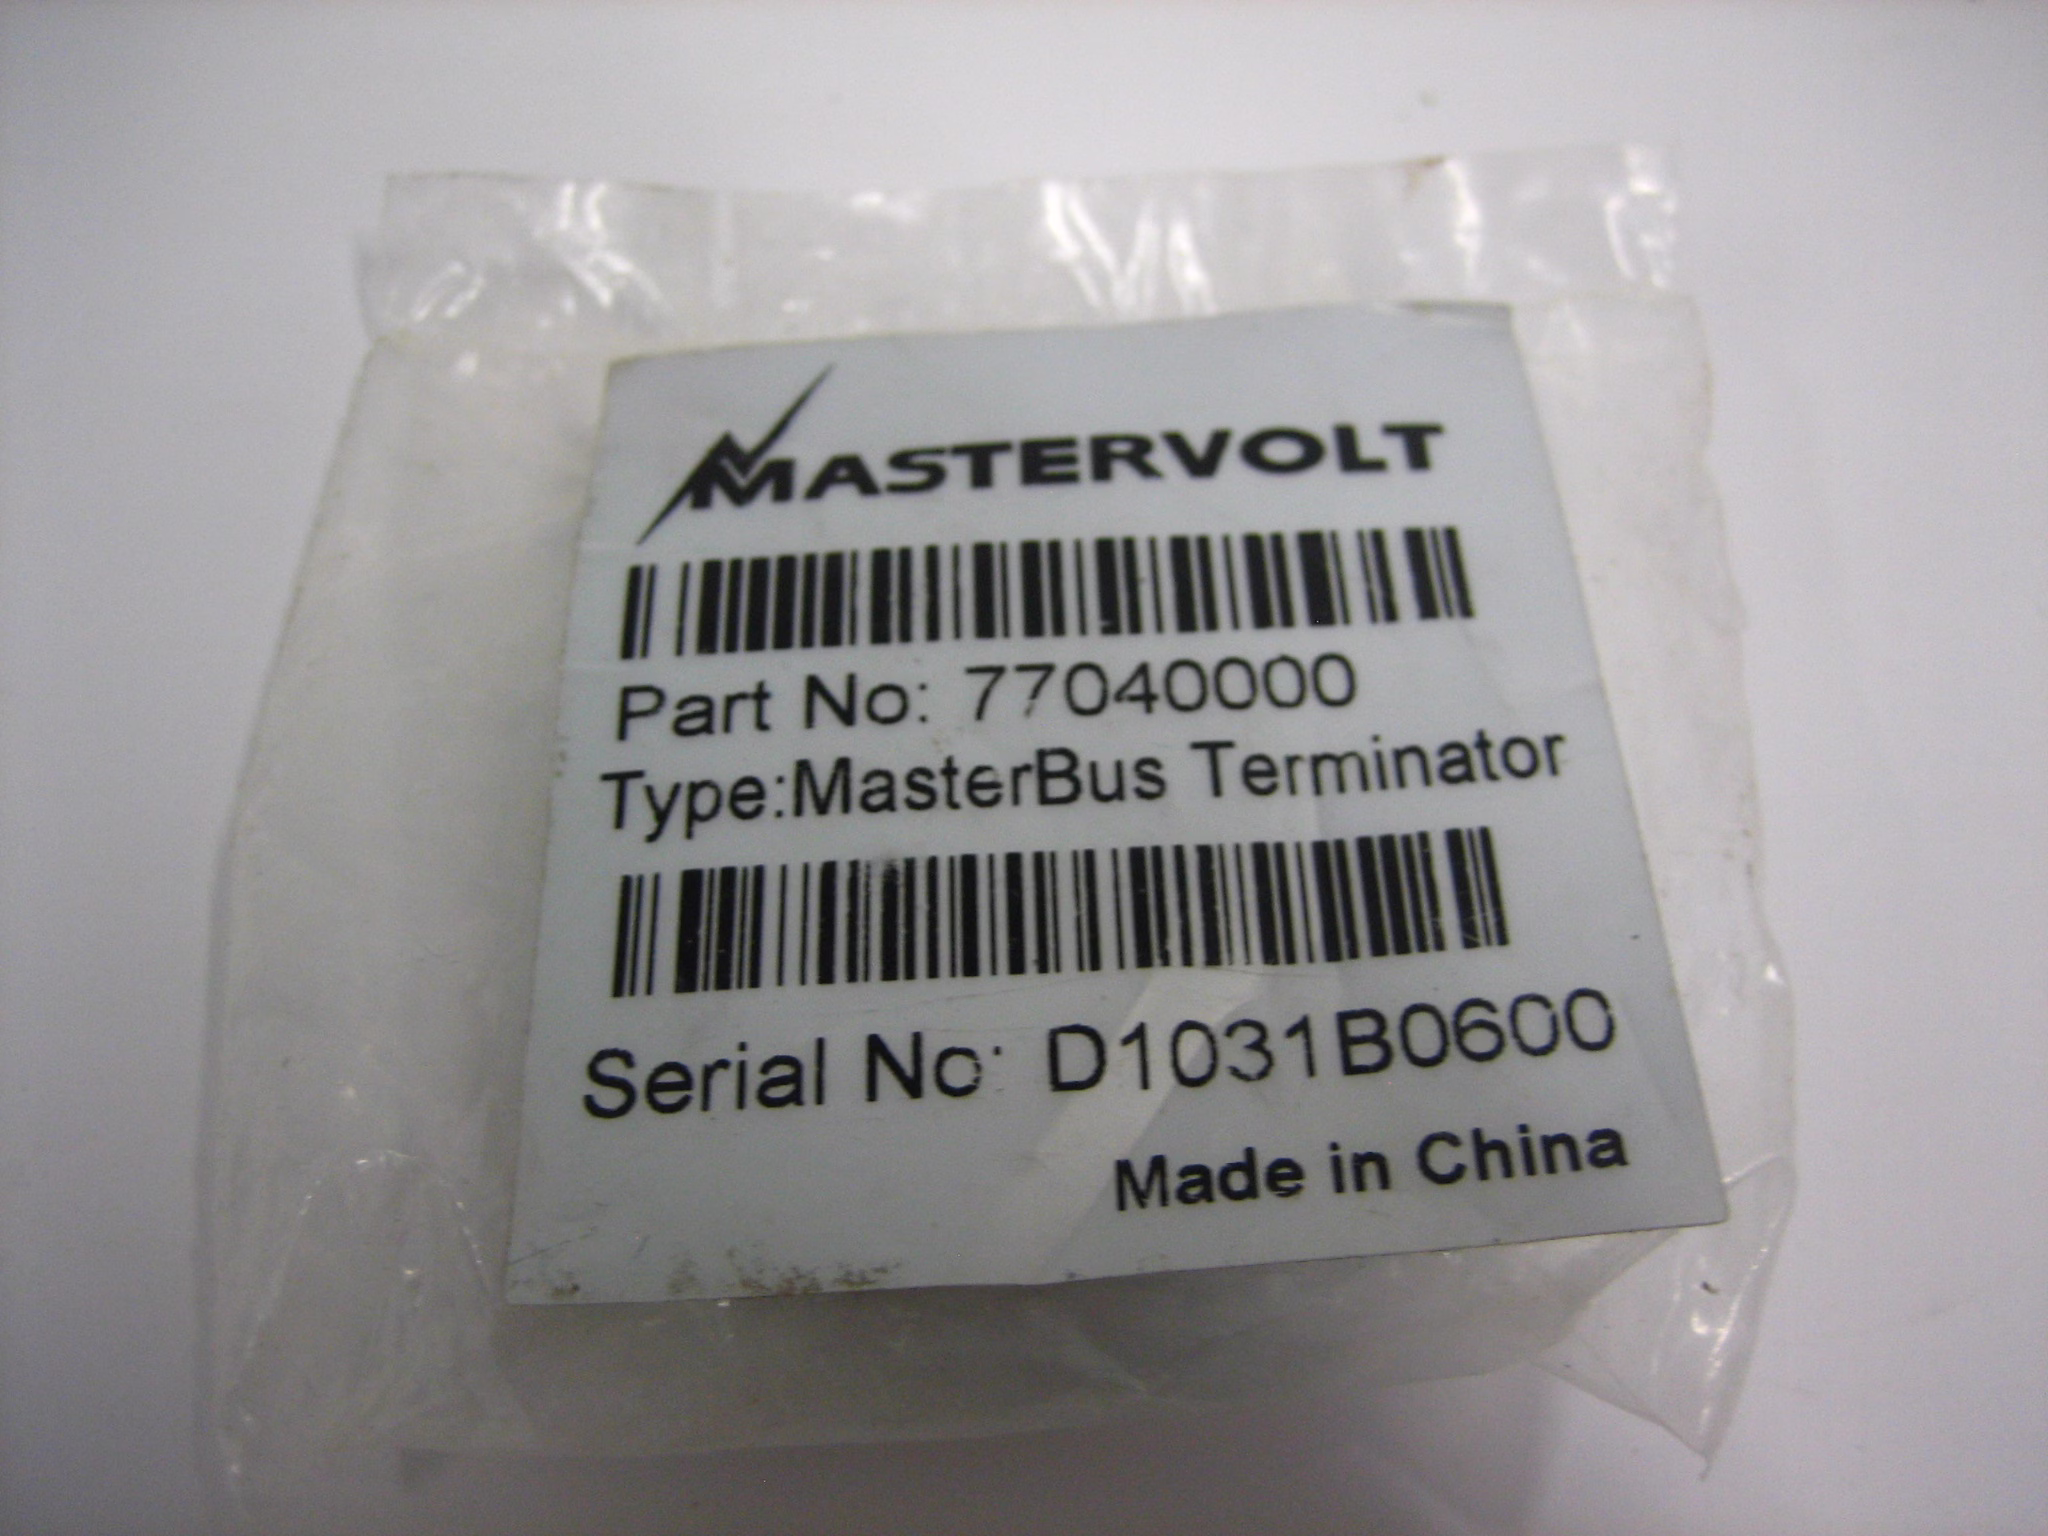 MASTERVOLT
Part No: 77040000
Type:MasterBus Terminator
Serial No: D1031B0600
Made in China